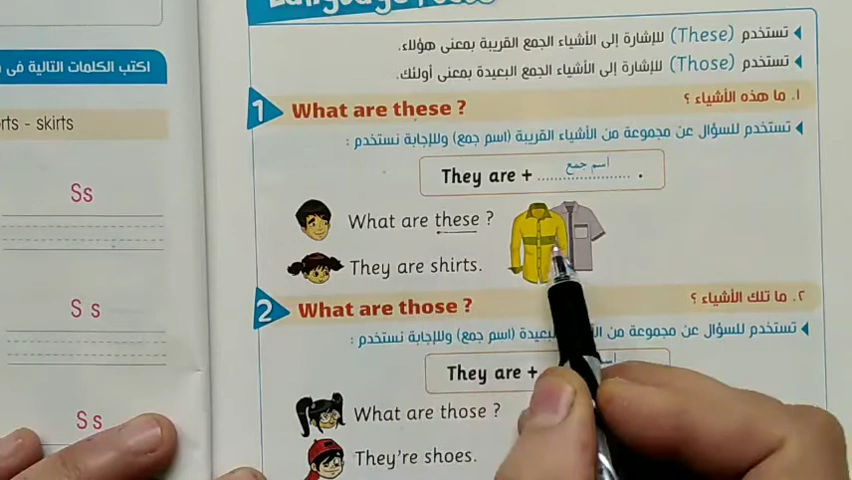 Language Focus
تستخدم (These) للإشارة إلى الأشياء الجمع القريبة بمعنى هؤلاء.
تستخدم (Those) للإشارة إلى الأشياء الجمع البعيدة بمعنى أولئك.
1 What are these ? ١. ما هذه الأشياء ؟
تستخدم للسؤال عن مجموعة من الأشياء القريبة (اسم جمع) وللإجابة نستخدم :
They are + اسم جمع .
What are these ?
They are shirts.
2 What are those ? ٢. ما تلك الأشياء ؟
تستخدم للسؤال عن مجموعة من البعيدة (اسم جمع) وللإجابة نستخدم :
They are +
What are those ?
They're shoes.
اكتب الكلمات التالية فى
rts - skirts
Ss
S s
S s